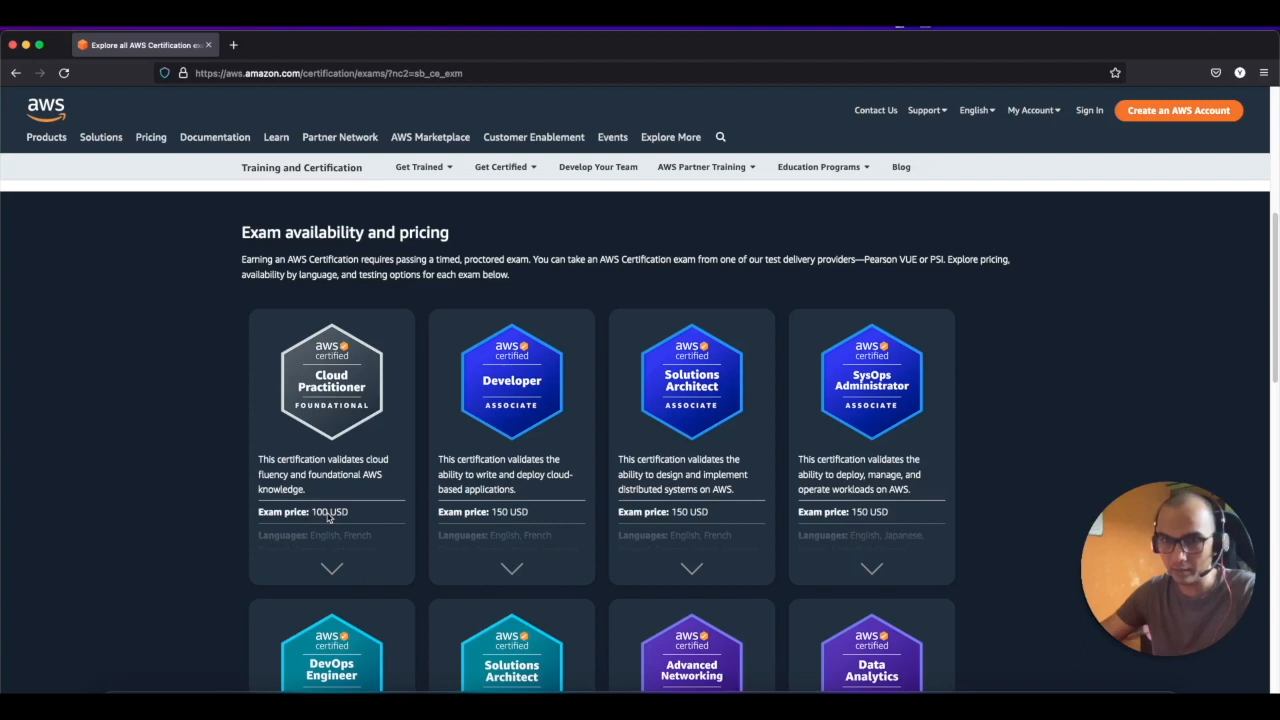 Explore all AWS Certification ex
https://aws.amazon.com/certification/exams/?nc2=sb_ce_exm
Y
aws
Contact Us Support English My Account Sign In Create an AWS Account
Products Solutions Pricing Documentation Learn Partner Network AWS Marketplace Customer Enablement Events Explore More
Training and Certification Get Trained Get Certified Develop Your Team AWS Partner Training Education Programs Blog
Exam availability and pricing
Earning an AWS Certification requires passing a timed, proctored exam. You can take an AWS Certification exam from one of our test delivery providers—Pearson VUE or PSI. Explore pricing,
availability by language, and testing options for each exam below.
aws
certified
Cloud
Practitioner
FOUNDATIONAL
This certification validates cloud
fluency and foundational AWS
knowledge.
Exam price: 100 USD
Languages: English, French
aws
certified
Developer
ASSOCIATE
This certification validates the
ability to write and deploy cloud-
based applications.
Exam price: 150 USD
Languages: English, French
aws
certified
Solutions
Architect
ASSOCIATE
This certification validates the
ability to design and implement
distributed systems on AWS.
Exam price: 150 USD
Languages: English, French
aws
certified
SysOps
Administrator
ASSOCIATE
This certification validates the
ability to deploy, manage, and
operate workloads on AWS.
Exam price: 150 USD
Languages: English, Japanese,
aws
certified
DevOps
Engineer
aws
certified
Solutions
Architect
aws
certified
Advanced
Networking
aws
certified
Data
Analytics